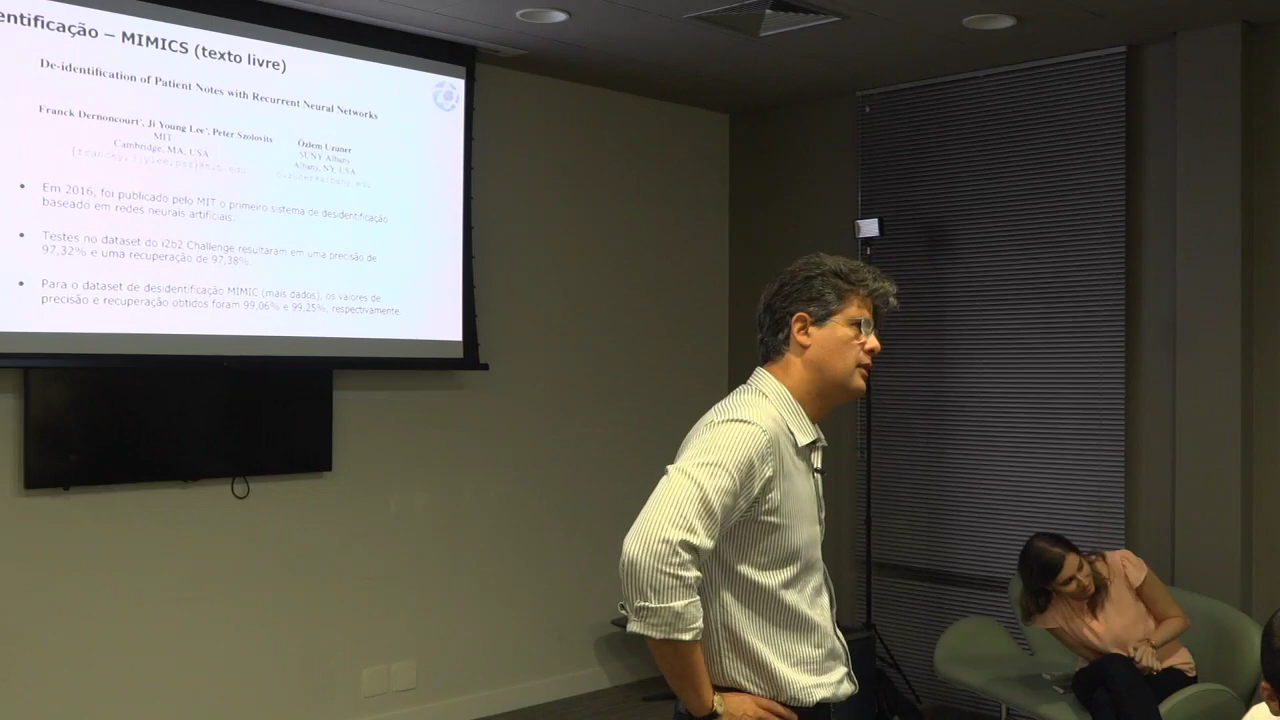 entificação – MIMICS (texto livre)
De-identification of Patient Notes with Recurrent Neural Networks
Franck Dernoncourt*, Ji Young Lee*, Peter Szolovits
MIT
Cambridge, MA, USA
Özlem Uzuner
SUNY Albany
Albany, NY, USA
• Em 2016, foi publicado pelo MIT o primeiro sistema de desidentificação
baseado em redes neurais artificiais.
• Testes no dataset do i2b2 Challenge resultaram em uma precisão de
97,32% e uma recuperação de 97,38%.
• Para o dataset de desidentificação MIMIC (mais dados), os valores de
precisão e recuperação obtidos foram 99,06% e 99,25%, respectivamente